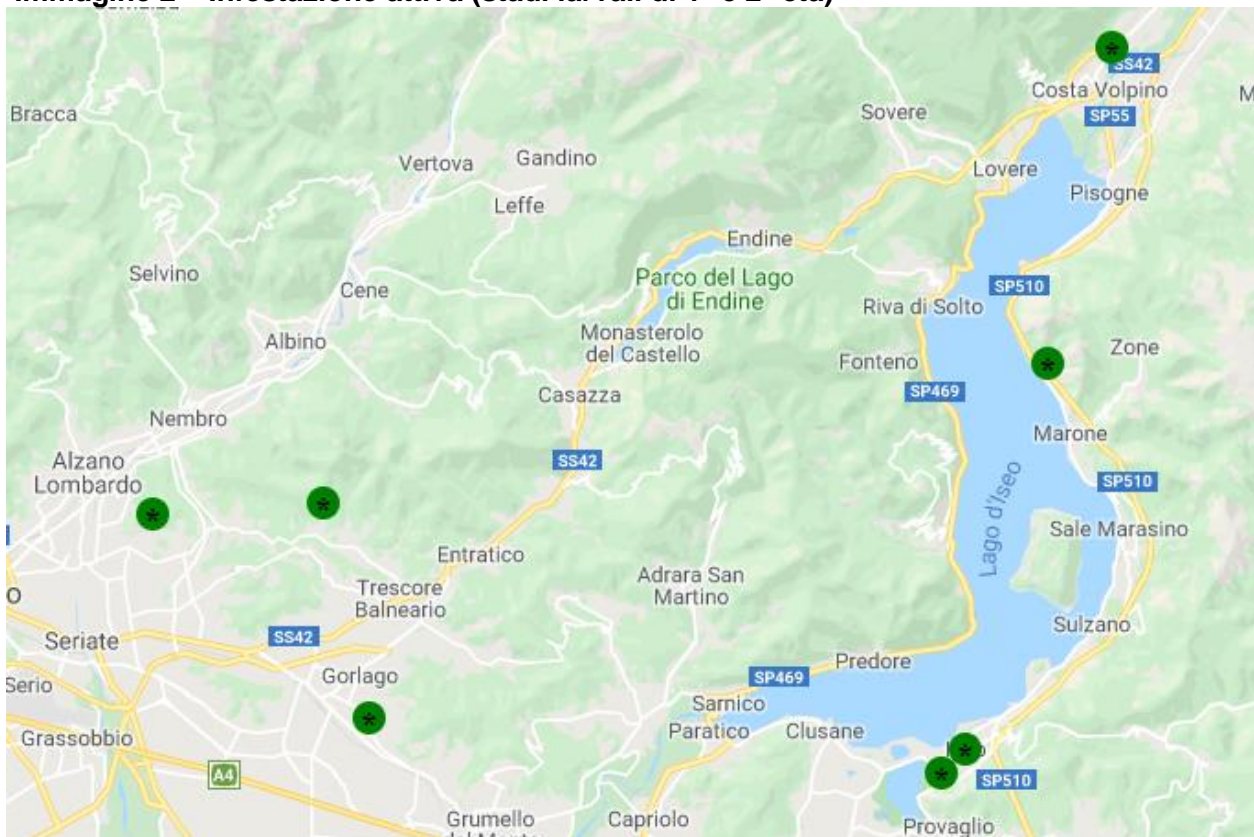 SS42
Costa Volpino
Bracca
Sovere
SP55
Vertova
Gandino
Lovere
Leffe
Pisogne
Endine
Selvino
Parco del Lago
di Endine
Cene
SP510
Riva di Solto
Monasterolo
del Castello
Albino
Zone
Fonteno
Casazza
SP469
Nembro
Marone
Alzano
Lombardo
SS42
SP510
Lago d'Iseo
Sale Marasino
Entratico
Adrara San
Martino
Trescore
Balneario
Sulzano
SS42
Seriate
Predore
Gorlago
SP469
Serio
Sarnico
Paratico
Clusane
Grassobbio
A4
SP510
Grumello
Capriolo
Provaglio